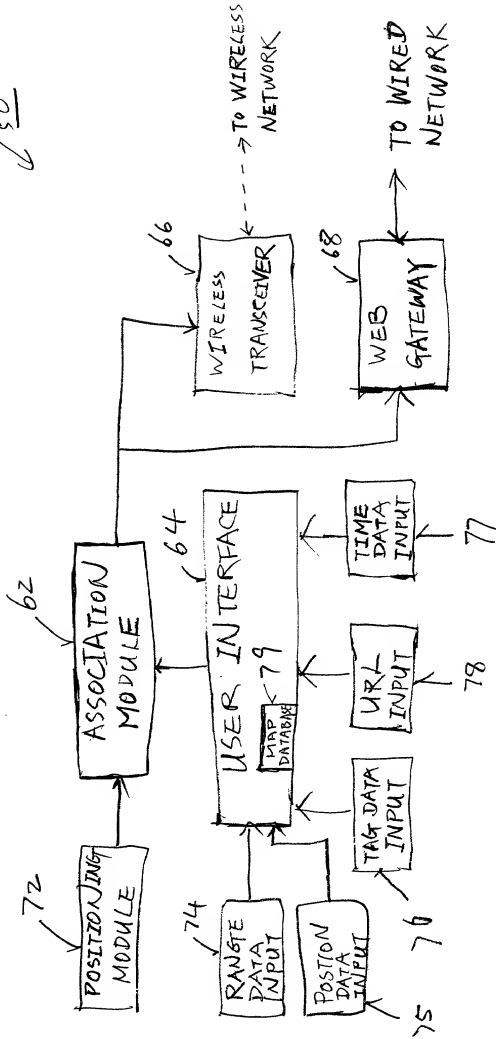 72
POSITIONING
MODULE
62
ASSOCIATION
MODULE
74
RANGE
DATA
INPUT
POSTION
DATA
INPUT
75
64
USER INTERFACE
MAP
DATABASE
79
TAG DATA
INPUT
76
URL
INPUT
78
TIME
DATA
INPUT
77
66
WIRELESS
TRANSCEIVER
TO WIRELESS
NETWORK
68
WEB
GATEWAY
TO WIRED
NETWORK